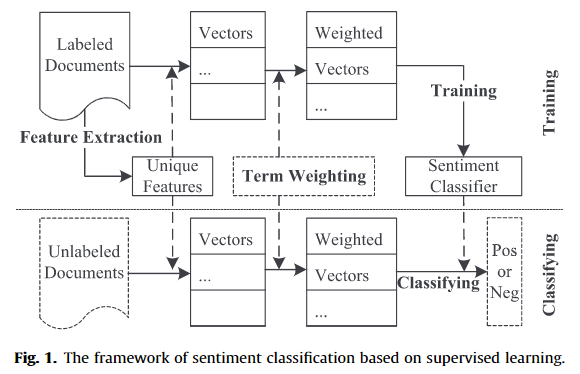 Labeled
Documents
Vectors
...
Weighted
Vectors
...
Training
Training
Feature Extraction
Unique
Features
Term Weighting
Sentiment
Classifier
Unlabeled
Documents
Vectors
...
Weighted
Vectors
...
Classifying
Pos
or
Neg
Classifying
Fig. 1. The framework of sentiment classification based on supervised learning.